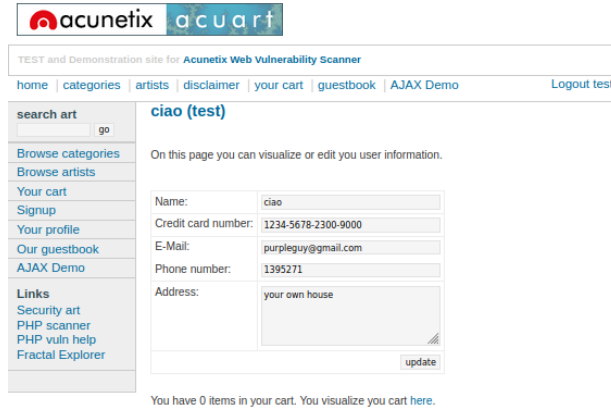 acunetix acuart
TEST and Demonstration site for Acunetix Web Vulnerability Scanner
home | categories | artists | disclaimer | your cart | guestbook | AJAX Demo Logout test
search art
go
Browse categories
Browse artists
Your cart
Signup
Your profile
Our guestbook
AJAX Demo
Links
Security art
PHP scanner
PHP vuln help
Fractal Explorer
ciao (test)
On this page you can visualize or edit you user information.
Name: ciao
Credit card number: 1234-5678-2300-9000
E-Mail: purpleguy@gmail.com
Phone number: 1395271
Address: your own house
update
You have 0 items in your cart. You visualize you cart here.